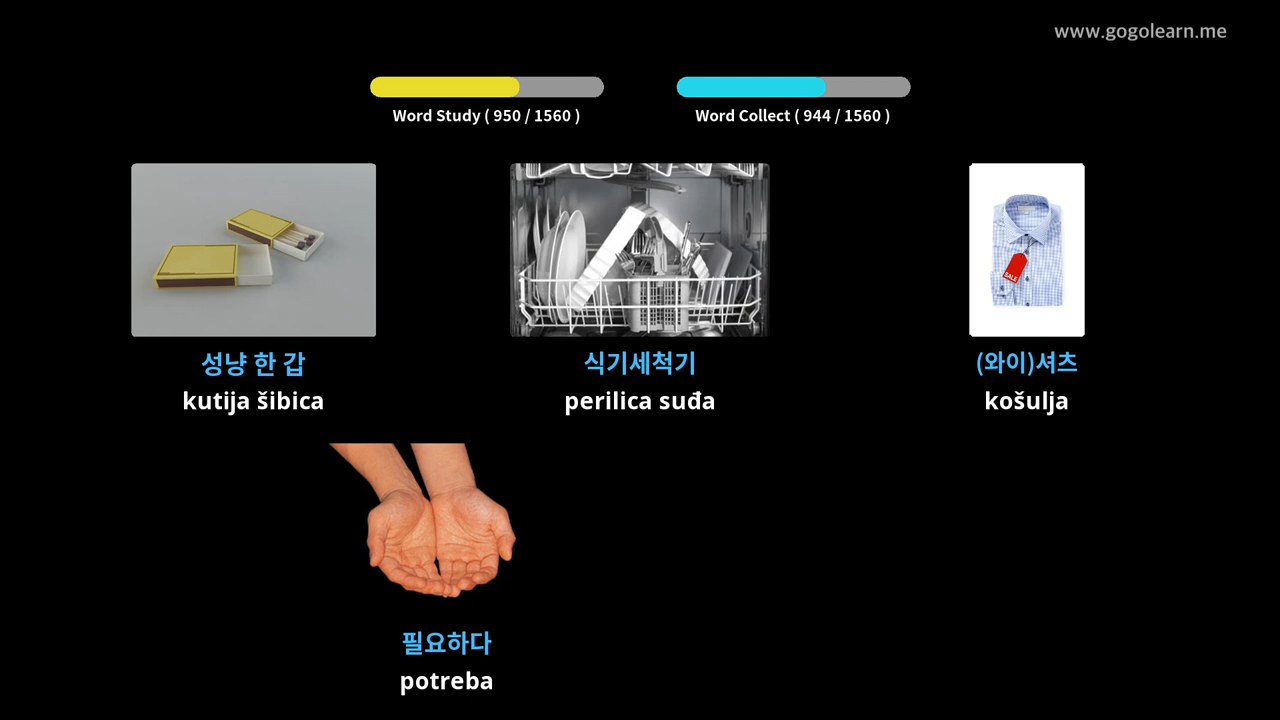 www.gogolearn.me
Word Study ( 950 / 1560 )
Word Collect ( 944 / 1560 )
성냥 한 갑
kutija šibica
식기세척기
perilica suđa
SALE
(와이)셔츠
košulja
필요하다
potreba